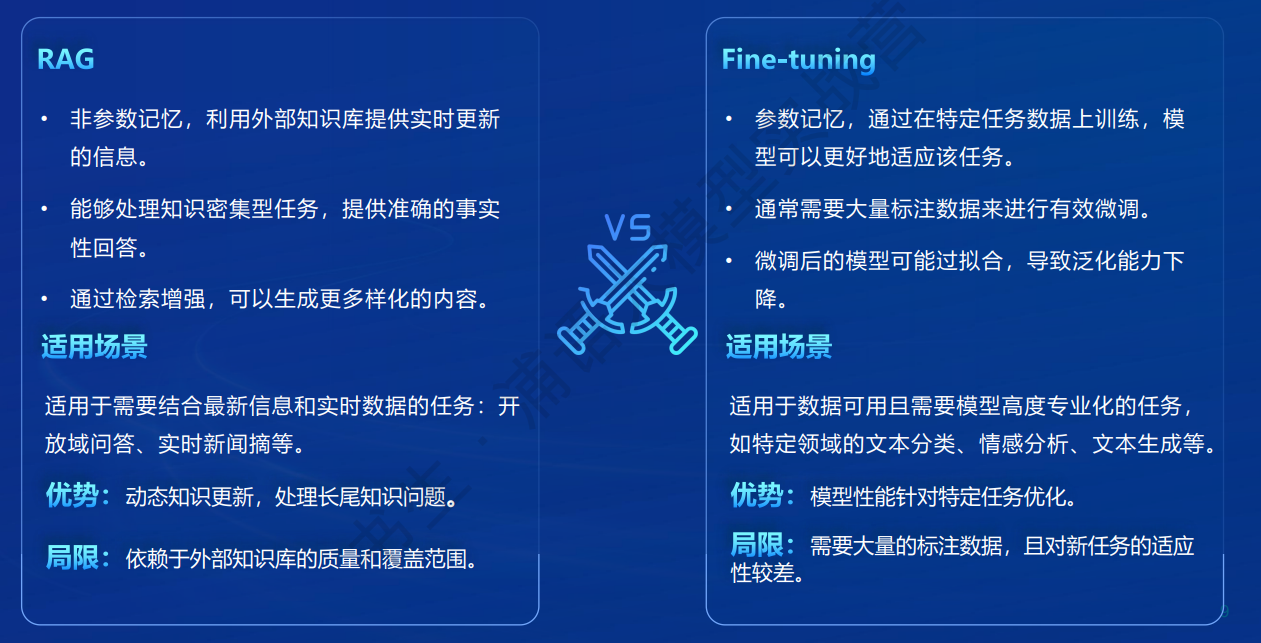 RAG
• 非参数记忆，利用外部知识库提供实时更新
的信息。
• 能够处理知识密集型任务，提供准确的事实
性回答。
• 通过检索增强，可以生成更多样化的内容。
适用场景
适用于需要结合最新信息和实时数据的任务：开
放域问答、实时新闻摘等。
优势：动态知识更新，处理长尾知识问题。
局限：依赖于外部知识库的质量和覆盖范围。
VS
Fine-tuning
• 参数记忆，通过在特定任务数据上训练，模
型可以更好地适应该任务。
• 通常需要大量标注数据来进行有效微调。
• 微调后的模型可能过拟合，导致泛化能力下
降。
适用场景
适用于数据可用且需要模型高度专业化的任务，
如特定领域的文本分类、情感分析、文本生成等。
优势：模型性能针对特定任务优化。
局限：需要大量的标注数据，且对新任务的适应
性较差。
9